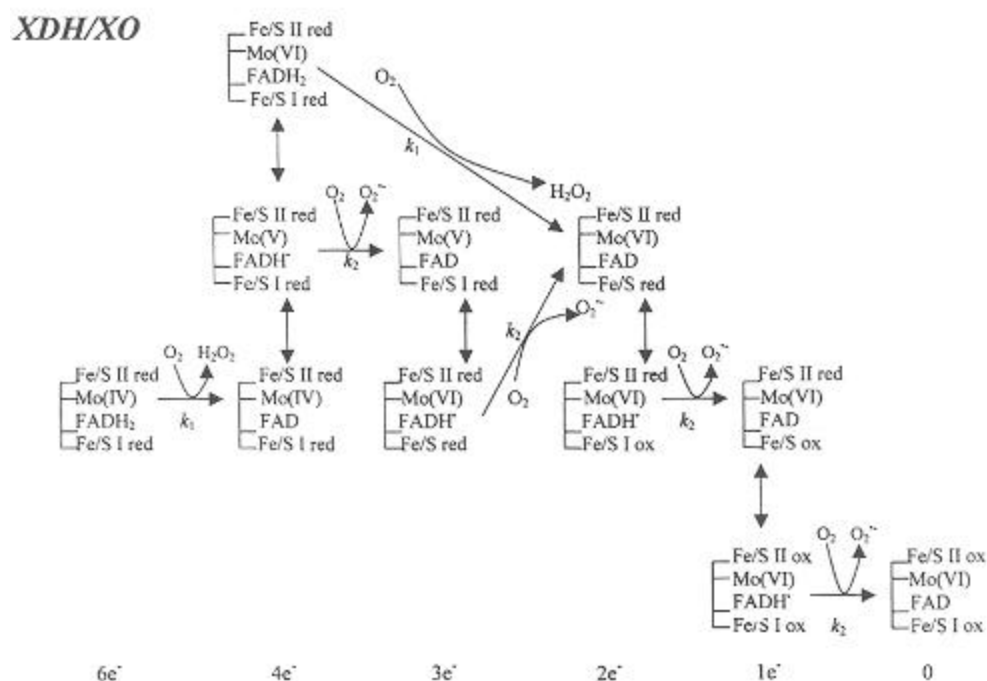 XDH/XO
Fe/S II red
Mo(VI)
FADH₂
Fe/S I red
O₂
k₁
H₂O₂
Fe/S II red
Mo(V)
FADH˙
Fe/S I red
O₂ O₂˙⁻
k₂
Fe/S II red
Mo(V)
FAD
Fe/S I red
Fe/S II red
Mo(VI)
FAD
Fe/S red
k₂
O₂˙⁻
O₂
Fe/S II red
Mo(IV)
FADH₂
Fe/S I red
O₂ H₂O₂
k₁
Fe/S II red
Mo(IV)
FAD
Fe/S I red
Fe/S II red
Mo(VI)
FADH˙
Fe/S red
Fe/S II red
Mo(VI)
FADH˙
Fe/S I ox
O₂ O₂˙⁻
k₂
Fe/S II red
Mo(VI)
FAD
Fe/S ox
Fe/S II ox
Mo(VI)
FADH˙
Fe/S I ox
O₂ O₂˙⁻
k₂
Fe/S II ox
Mo(VI)
FAD
Fe/S I ox
6e⁻ 4e⁻ 3e⁻ 2e⁻ 1e⁻ 0